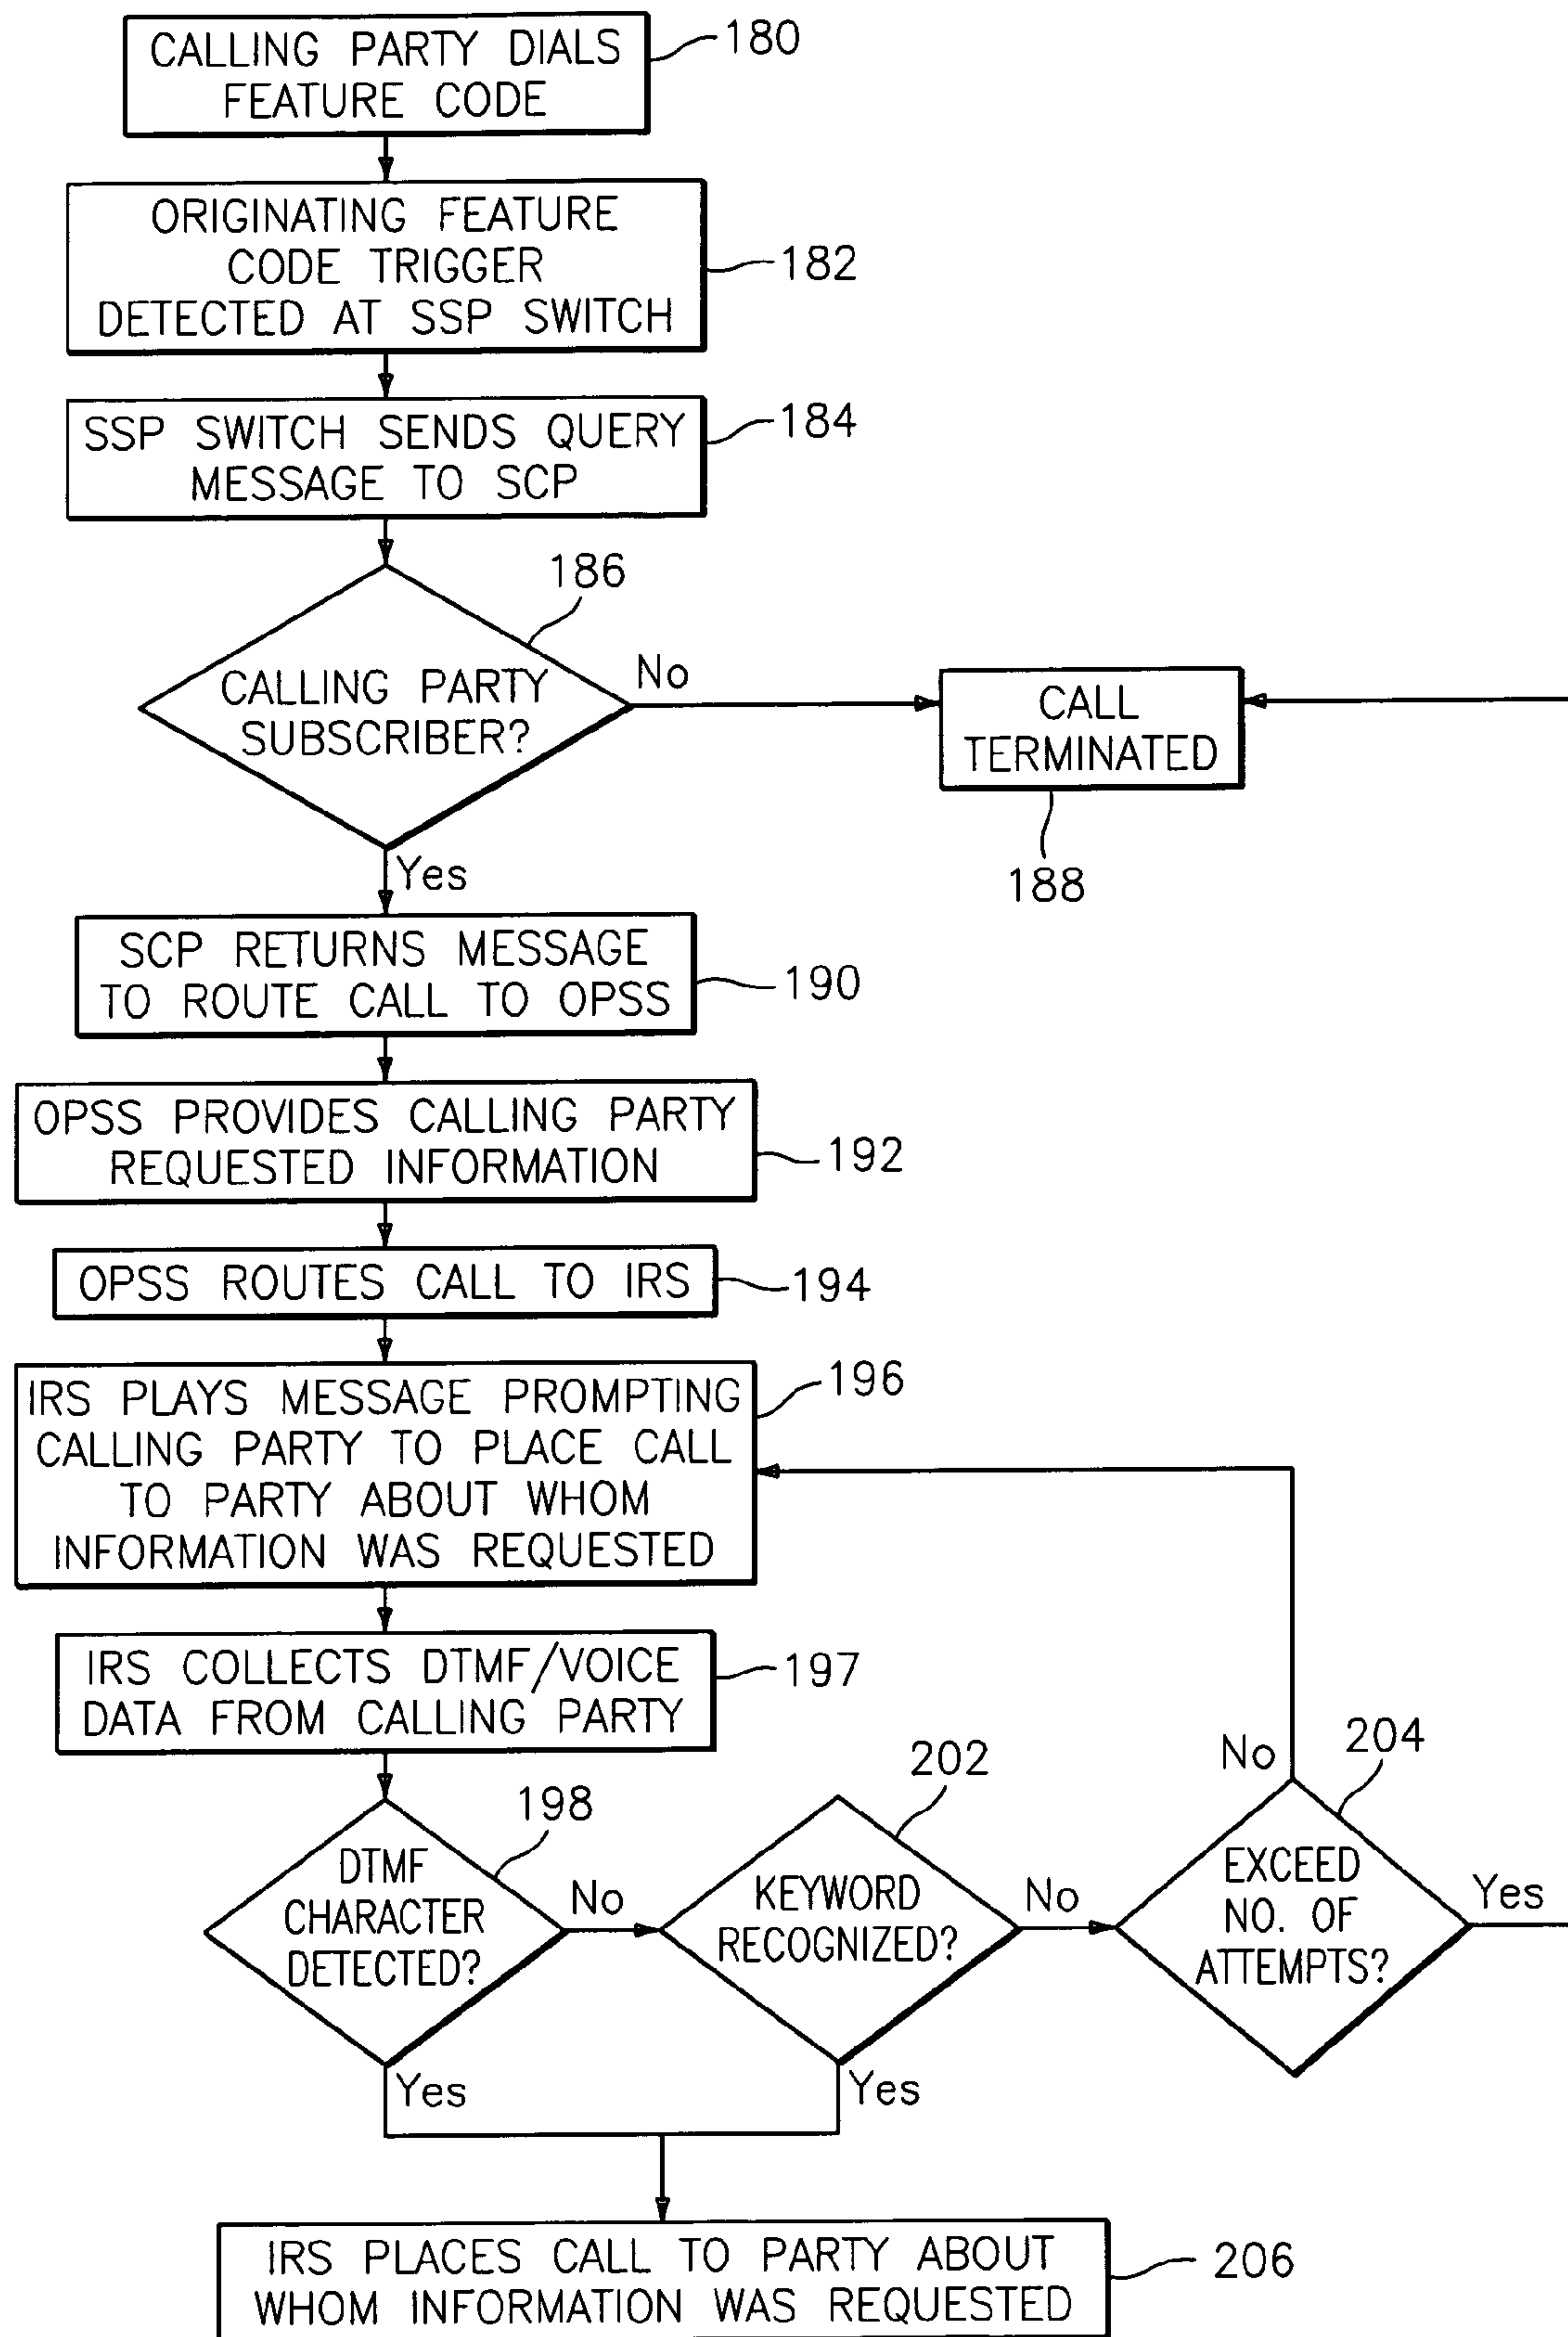 CALLING PARTY DIALS
FEATURE CODE
180
ORIGINATING FEATURE
CODE TRIGGER
DETECTED AT SSP SWITCH
182
SSP SWITCH SENDS QUERY
MESSAGE TO SCP
184
186
CALLING PARTY
SUBSCRIBER?
No
CALL
TERMINATED
188
Yes
SCP RETURNS MESSAGE
TO ROUTE CALL TO OPSS
190
OPSS PROVIDES CALLING PARTY
REQUESTED INFORMATION
192
OPSS ROUTES CALL TO IRS
194
IRS PLAYS MESSAGE PROMPTING
CALLING PARTY TO PLACE CALL
TO PARTY ABOUT WHOM
INFORMATION WAS REQUESTED
196
IRS COLLECTS DTMF/VOICE
DATA FROM CALLING PARTY
197
198
DTMF
CHARACTER
DETECTED?
No
202
KEYWORD
RECOGNIZED?
No
204
No
EXCEED
NO. OF
ATTEMPTS?
Yes
Yes
Yes
IRS PLACES CALL TO PARTY ABOUT
WHOM INFORMATION WAS REQUESTED
206